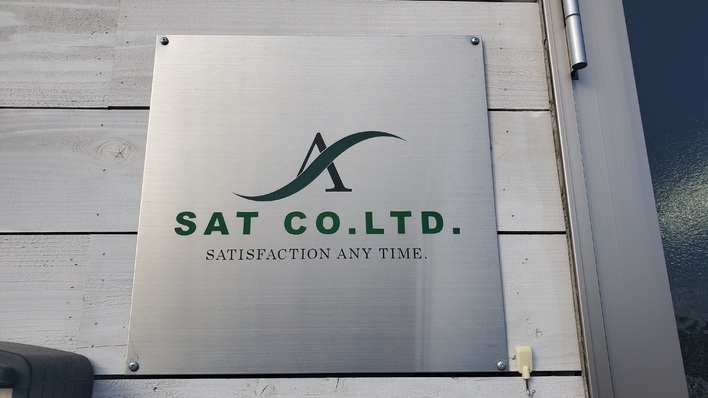 A
SAT CO.LTD.
SATISFACTION ANY TIME.